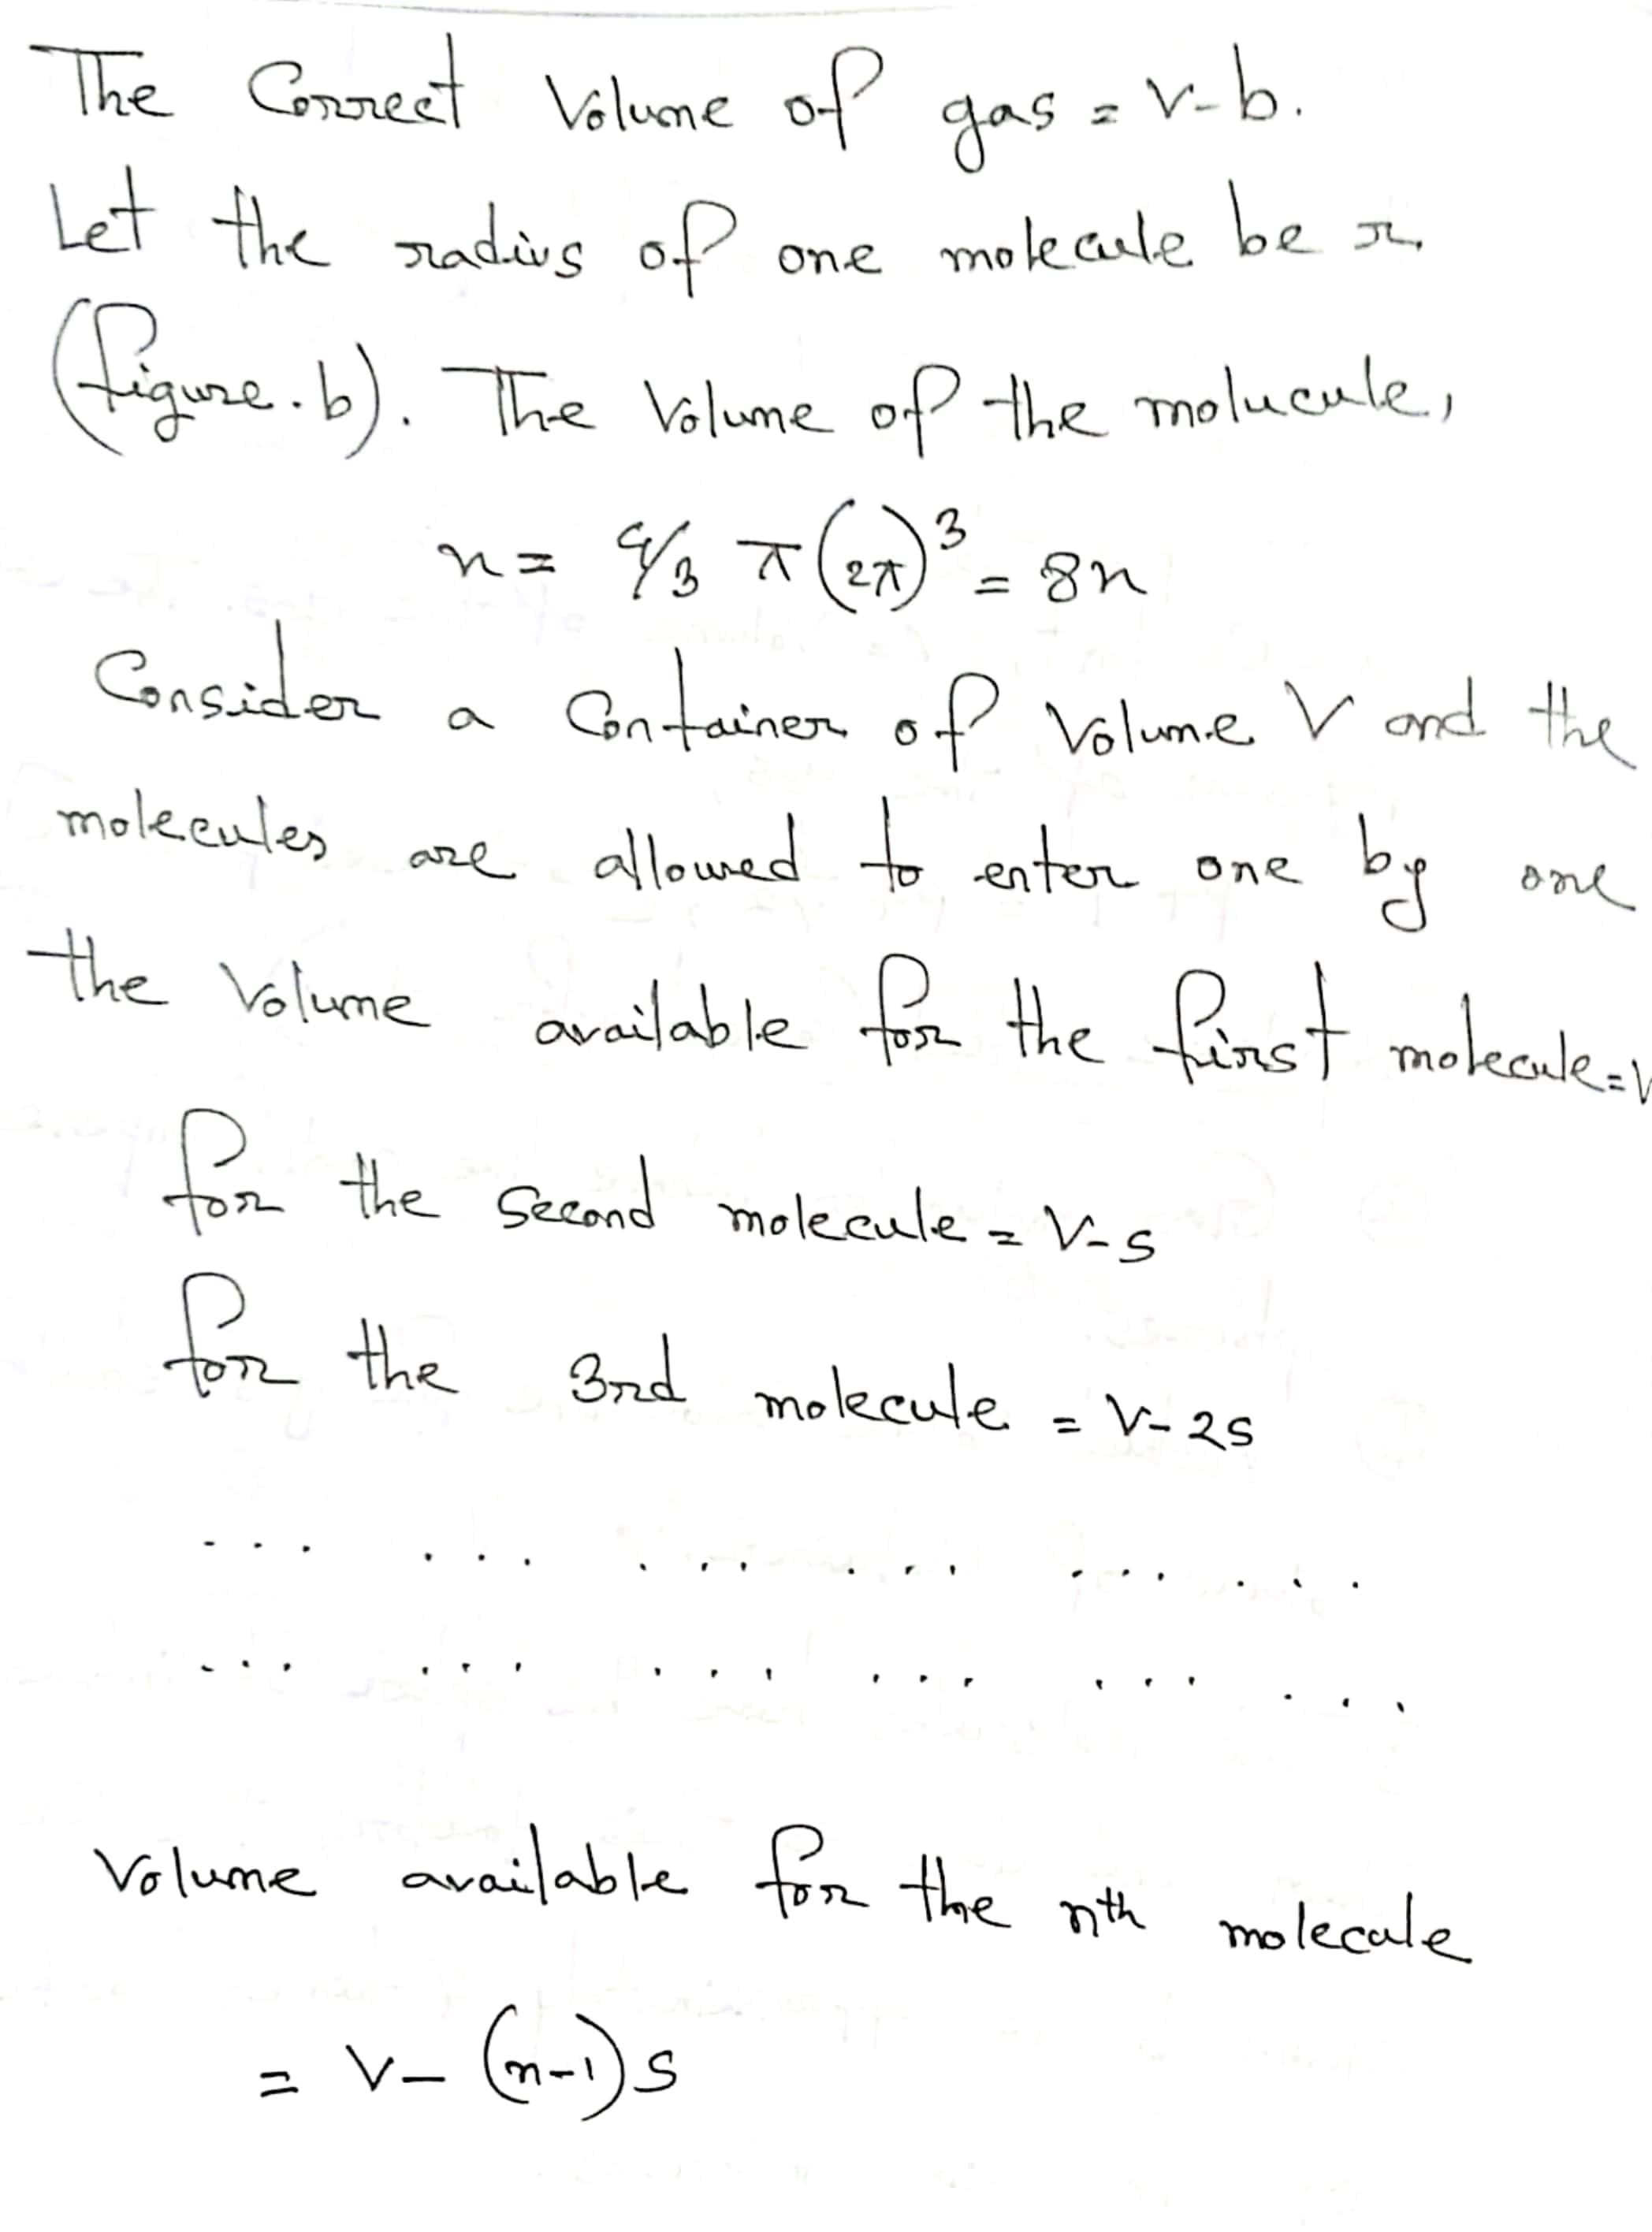 The Correct Volume of gas = V-b.
Let the radius of one molecule be r.
(figure.b). The Volume of the molucule,
x = 4/3 π (2π)³ = 8x
Consider a Container of Volume V and the
molecules are allowed to enter one by one
the Volume available for the first molecule=V
for the second molecule = V-s
for the 3rd molecule = V-2s
... ... ... ... ... ...
... ... ... ... ... ...
Volume available for the nth molecule
= V- (n-1)s